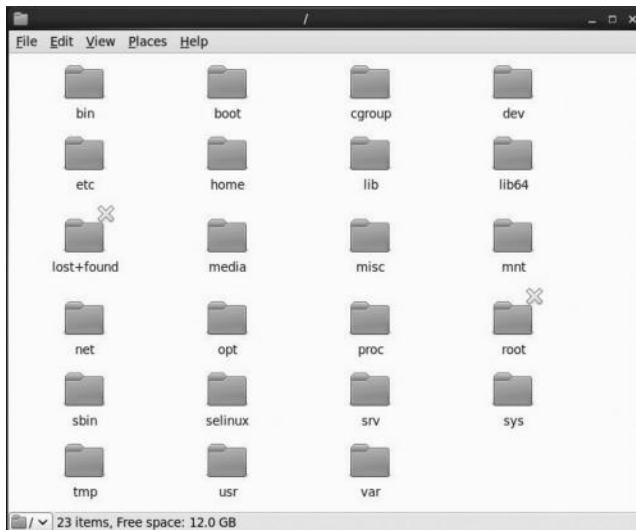 /
File Edit View Places Help
bin boot cgroup dev
etc home lib lib64
lost+found media misc mnt
net opt proc root
sbin selinux srv sys
tmp usr var
/ 23 items, Free space: 12.0 GB